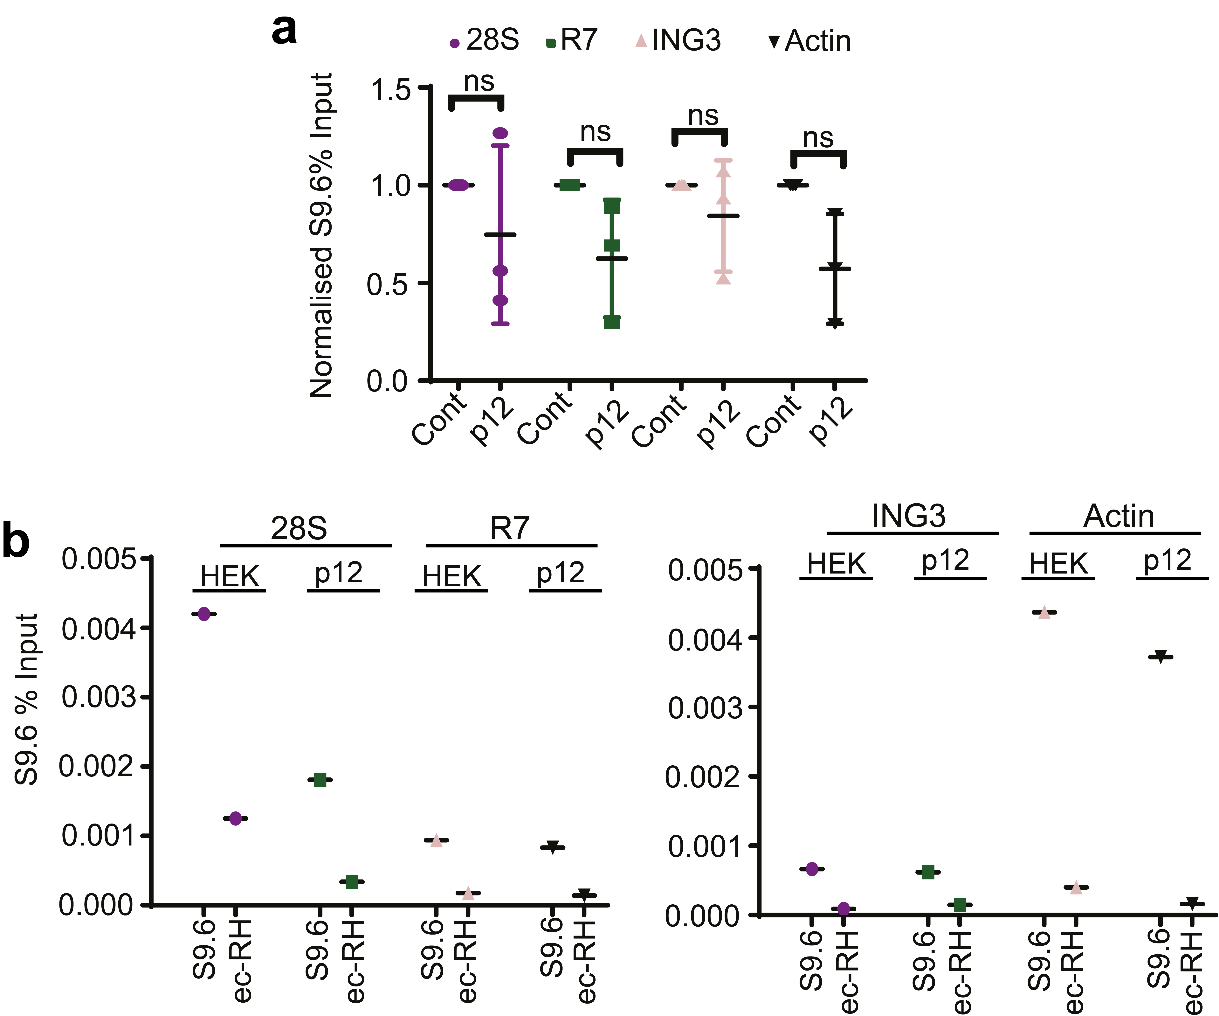 a
28S R7 ING3 Actin
Normalised S9.6% Input
1.5
1.0
0.5
0.0
ns ns ns ns
Cont p12 Cont p12 Cont p12 Cont p12
b
28S R7
HEK p12 HEK p12
S9.6 % Input
0.005
0.004
0.003
0.002
0.001
0.000
S9.6 ec-RH S9.6 ec-RH S9.6 ec-RH S9.6 ec-RH
ING3 Actin
HEK p12 HEK p12
0.005
0.004
0.003
0.002
0.001
0.000
S9.6 ec-RH S9.6 ec-RH S9.6 ec-RH S9.6 ec-RH